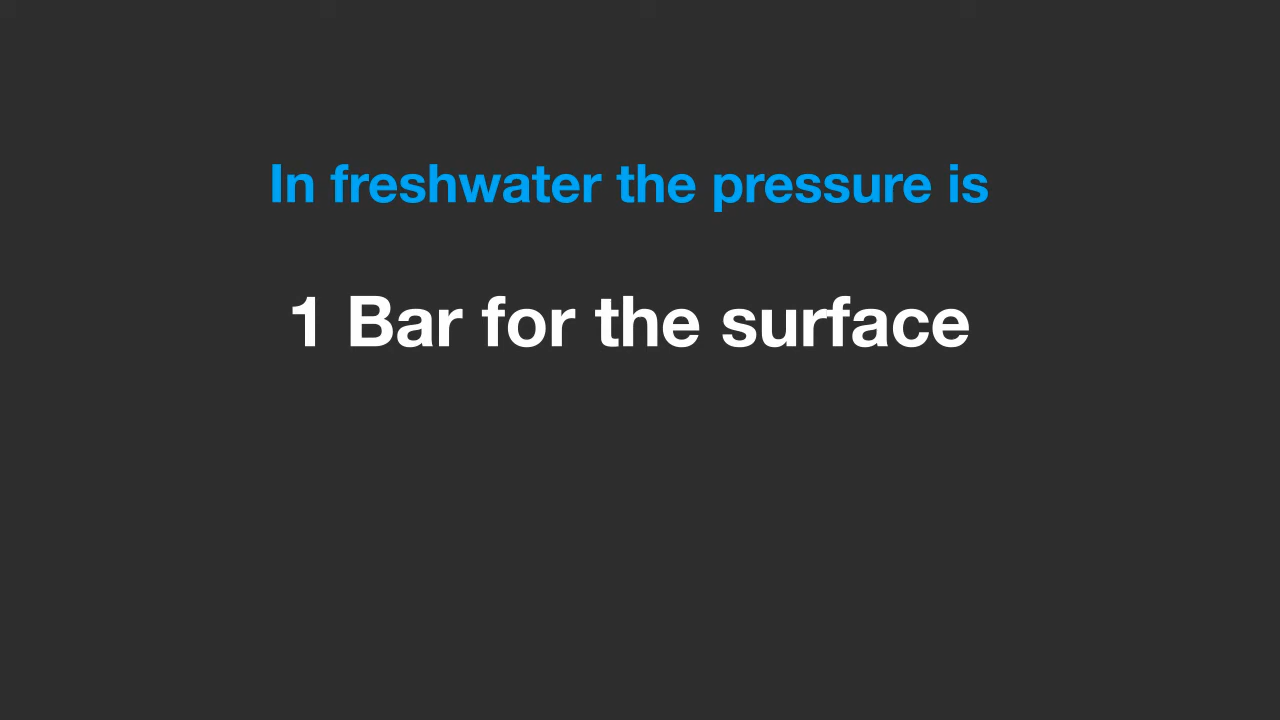 In freshwater the pressure is
1 Bar for the surface